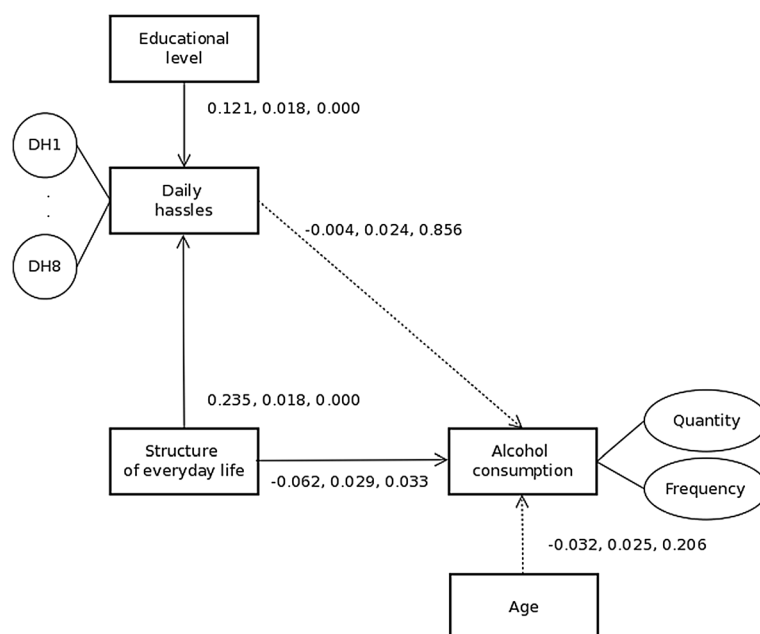 Educational
level
0.121, 0.018, 0.000
DH1
.
.
DH8
Daily
hassles
-0.004, 0.024, 0.856
0.235, 0.018, 0.000
Structure
of everyday life
-0.062, 0.029, 0.033
Alcohol
consumption
Quantity
Frequency
-0.032, 0.025, 0.206
Age